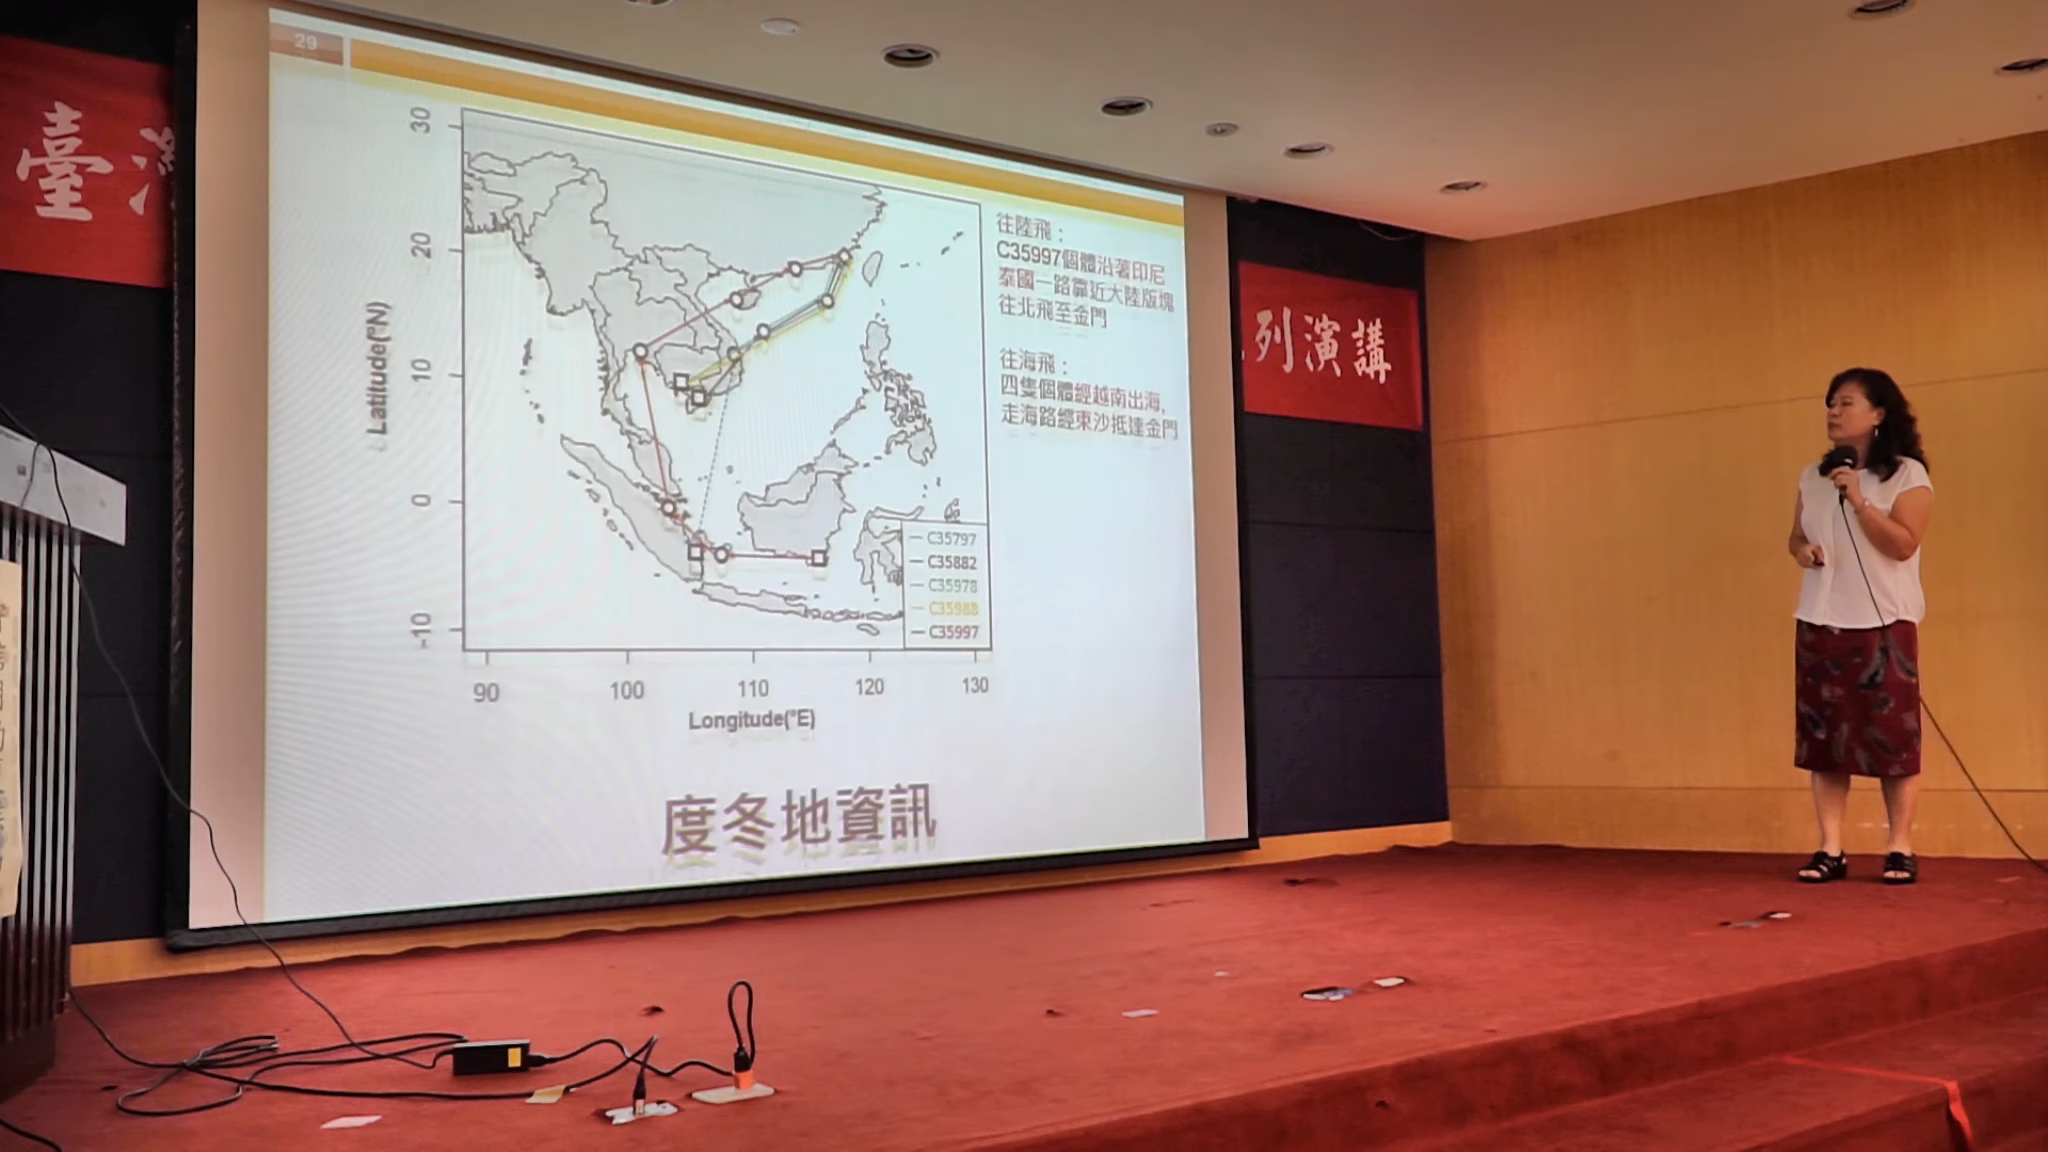 臺灣
29
30
20
10
0
-10
Latitude(°N)
90
100
110
120
130
Longitude(°E)
C35797
C35882
C35978
C35988
C35997
往陸飛：
C35997個體沿著印尼
泰國一路靠近大陸版塊
往北飛至金門
往海飛：
四隻個體經越南出海,
走海路經東沙抵達金門
度冬地資訊
列演講